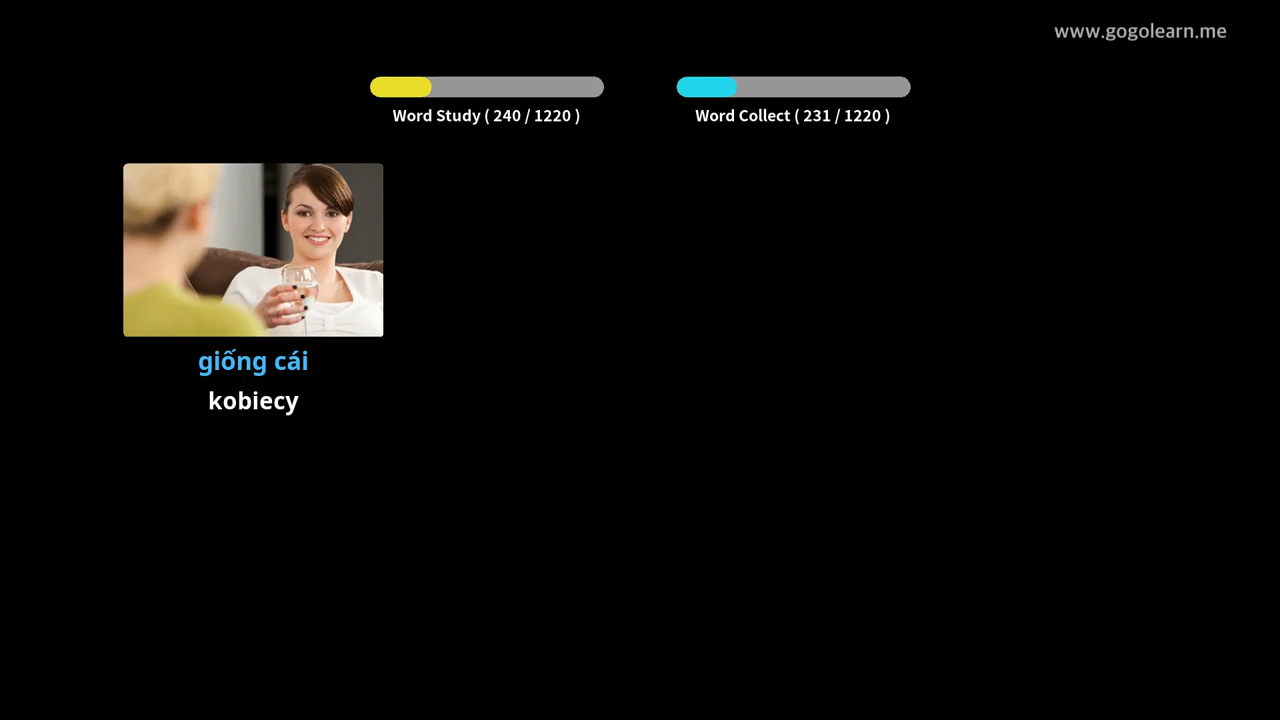 www.gogolearn.me
Word Study ( 240 / 1220 )
Word Collect ( 231 / 1220 )
giống cái
kobiecy